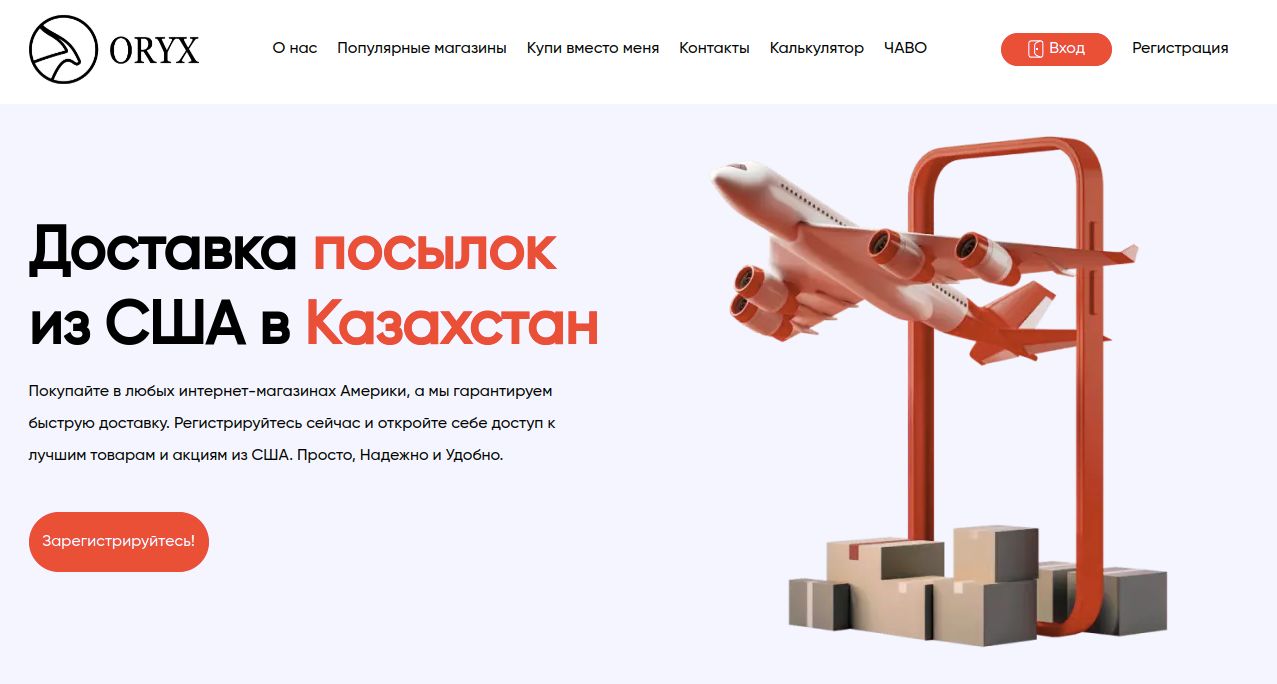 ORYX
О нас
Популярные магазины
Купи вместо меня
Контакты
Калькулятор
ЧАВО
Вход
Регистрация
Доставка посылок
из США в Казахстан
Покупайте в любых интернет-магазинах Америки, а мы гарантируем
быструю доставку. Регистрируйтесь сейчас и откройте себе доступ к
лучшим товарам и акциям из США. Просто, Надежно и Удобно.
Зарегистрируйтесь!